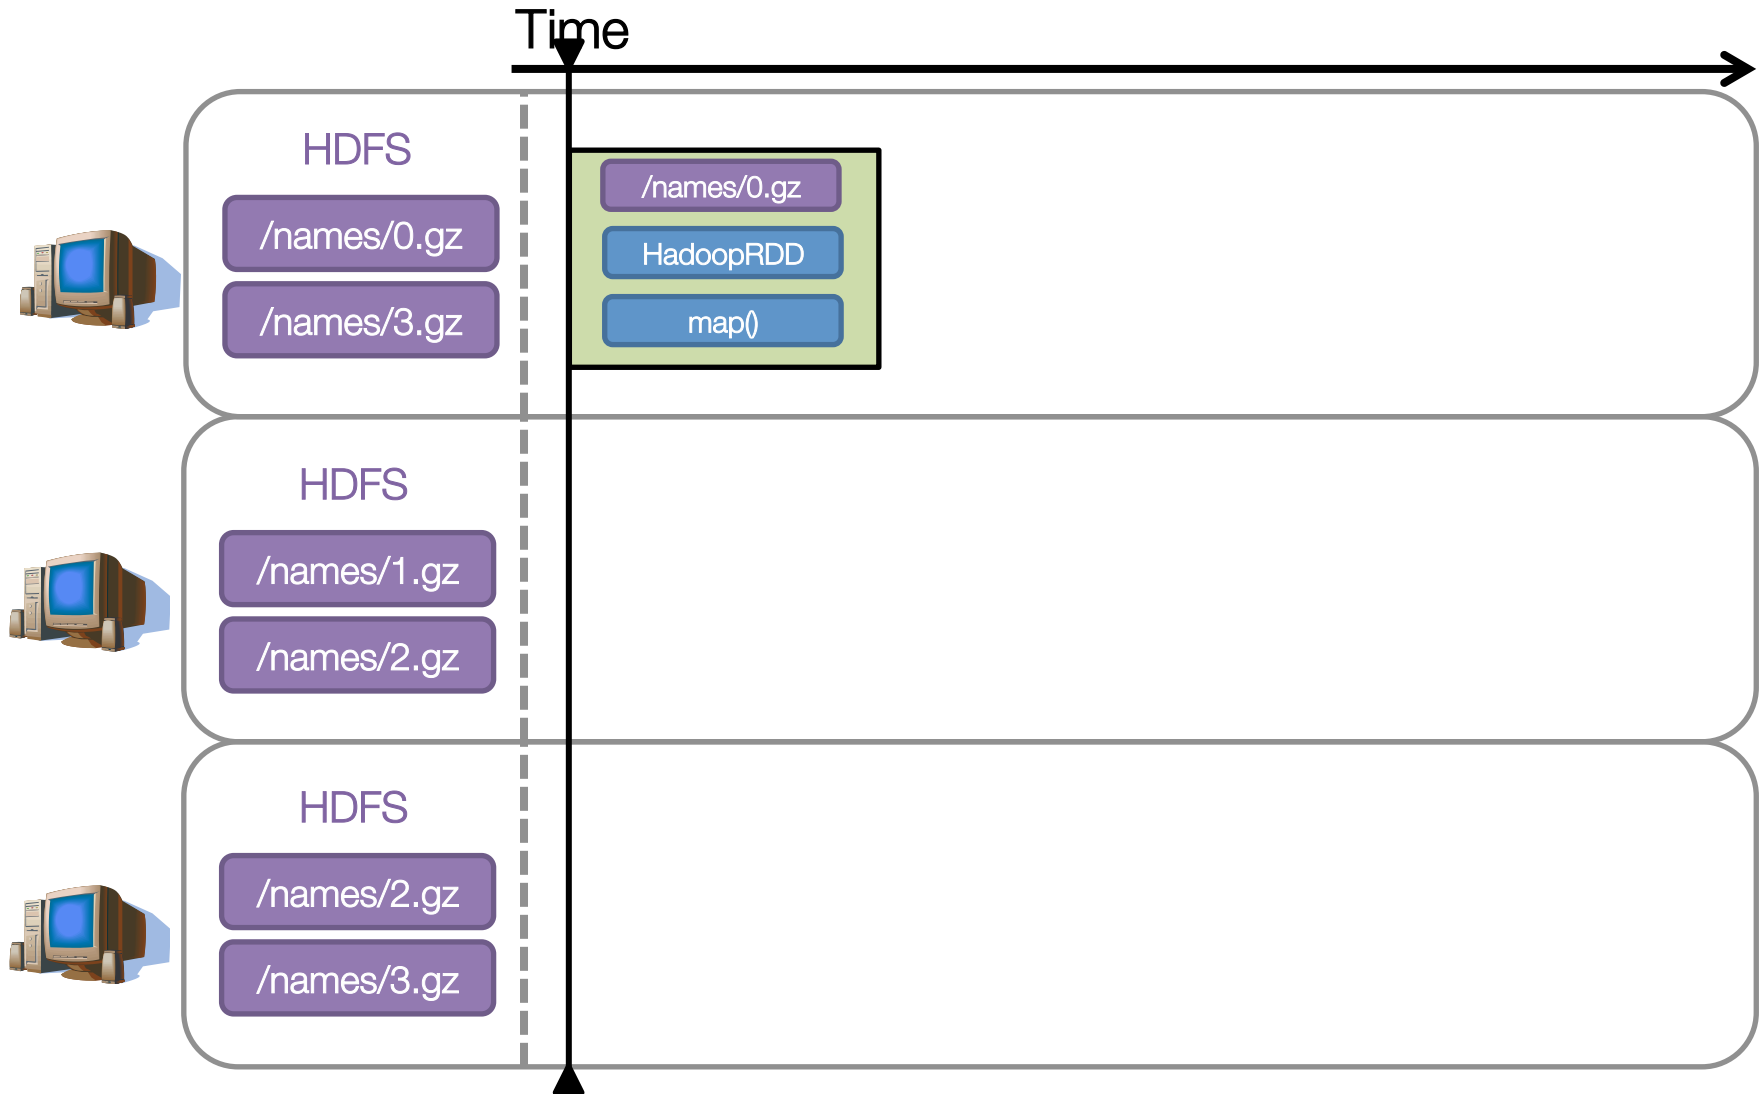 Time
HDFS
/names/0.gz
/names/3.gz
/names/0.gz
HadoopRDD
map()
HDFS
/names/1.gz
/names/2.gz
HDFS
/names/2.gz
/names/3.gz